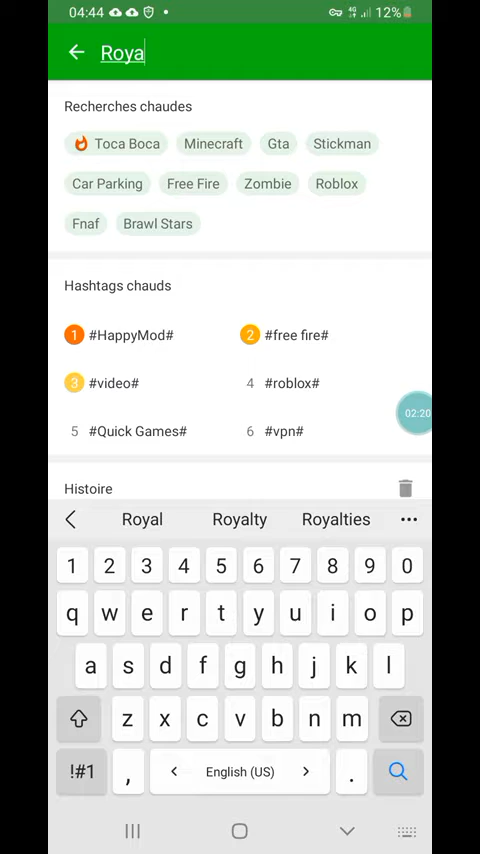 04:44 4G 12%
Roya
Recherches chaudes
Toca Boca Minecraft Gta Stickman
Car Parking Free Fire Zombie Roblox
Fnaf Brawl Stars
Hashtags chauds
1 #HappyMod# 2 #free fire#
3 #video# 4 #roblox#
02:20
5 #Quick Games# 6 #vpn#
Histoire
Royal Royalty Royalties
1 2 3 4 5 6 7 8 9 0
q w e r t y u i o p
a s d f g h j k l
z x c v b n m
!#1 , English (US) .